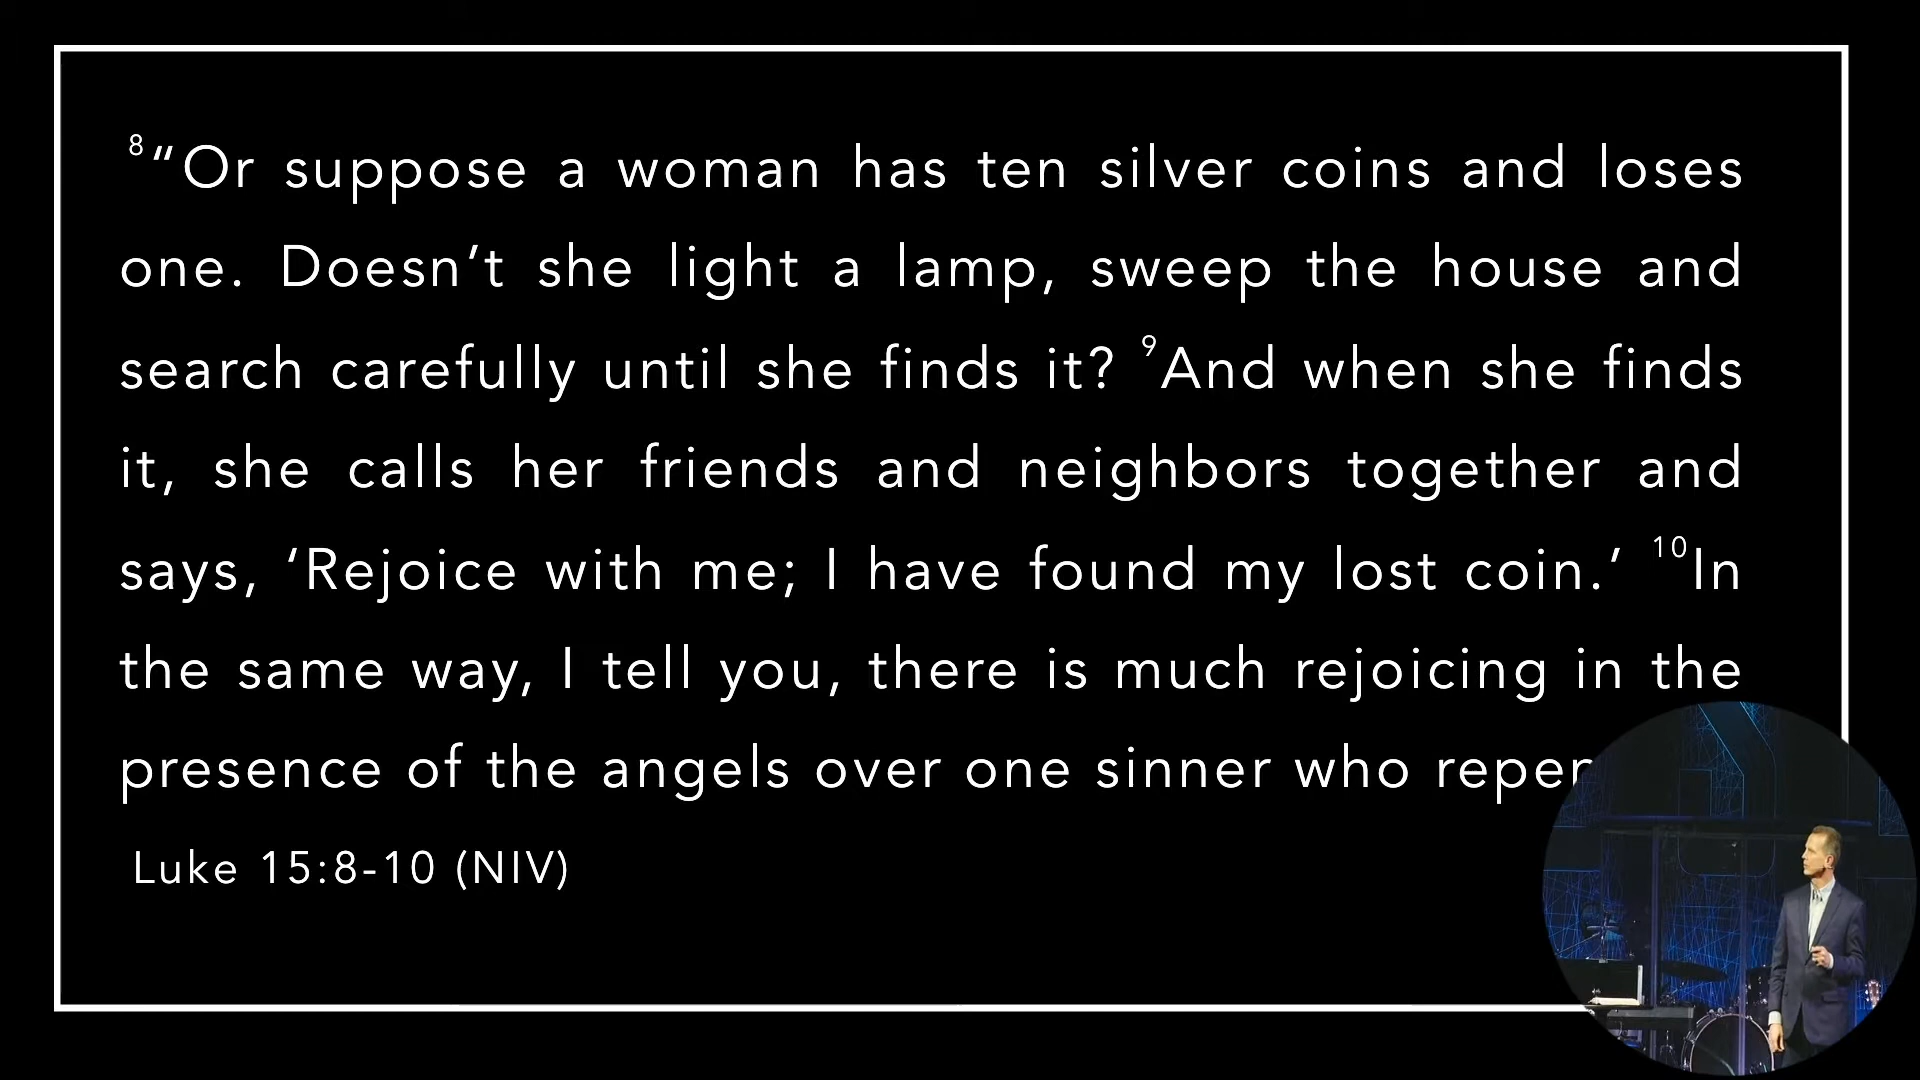 ⁸“Or suppose a woman has ten silver coins and loses
one. Doesn’t she light a lamp, sweep the house and
search carefully until she finds it? ⁹And when she finds
it, she calls her friends and neighbors together and
says, ‘Rejoice with me; I have found my lost coin.’ ¹⁰In
the same way, I tell you, there is much rejoicing in the
presence of the angels over one sinner who
Luke 15:8-10 (NIV)